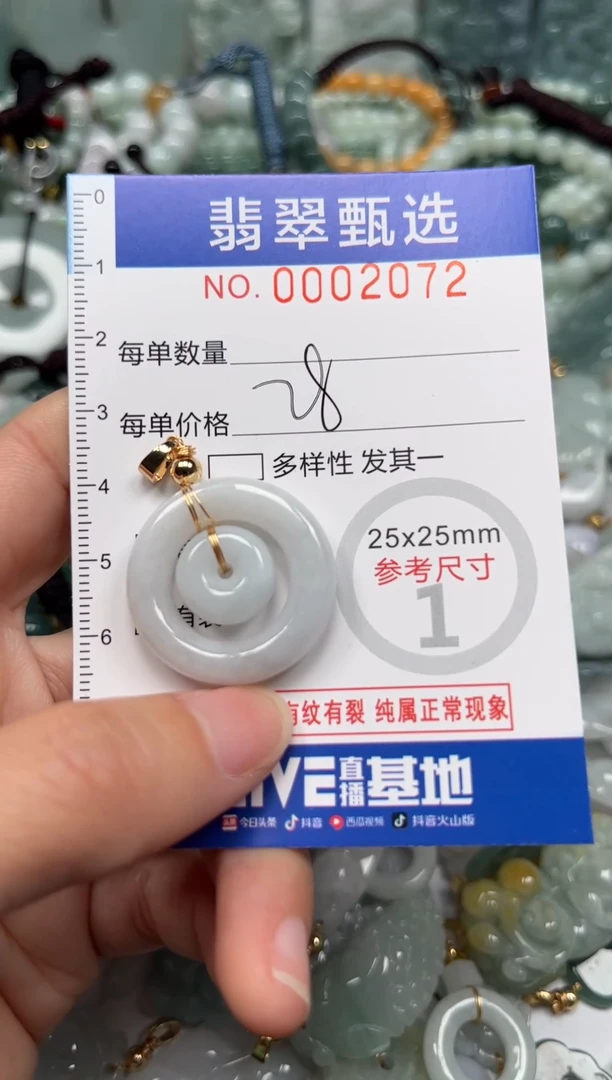 0
翡翠甄选
1
NO. 0002072
2
每单数量
28
3
每单价格
4
多样性 发其一
25x25mm
5
参考尺寸
1
6
有纹有裂 纯属正常现象
LIVE直播基地
头条 今日头条 抖音 西瓜视频 抖音火山版